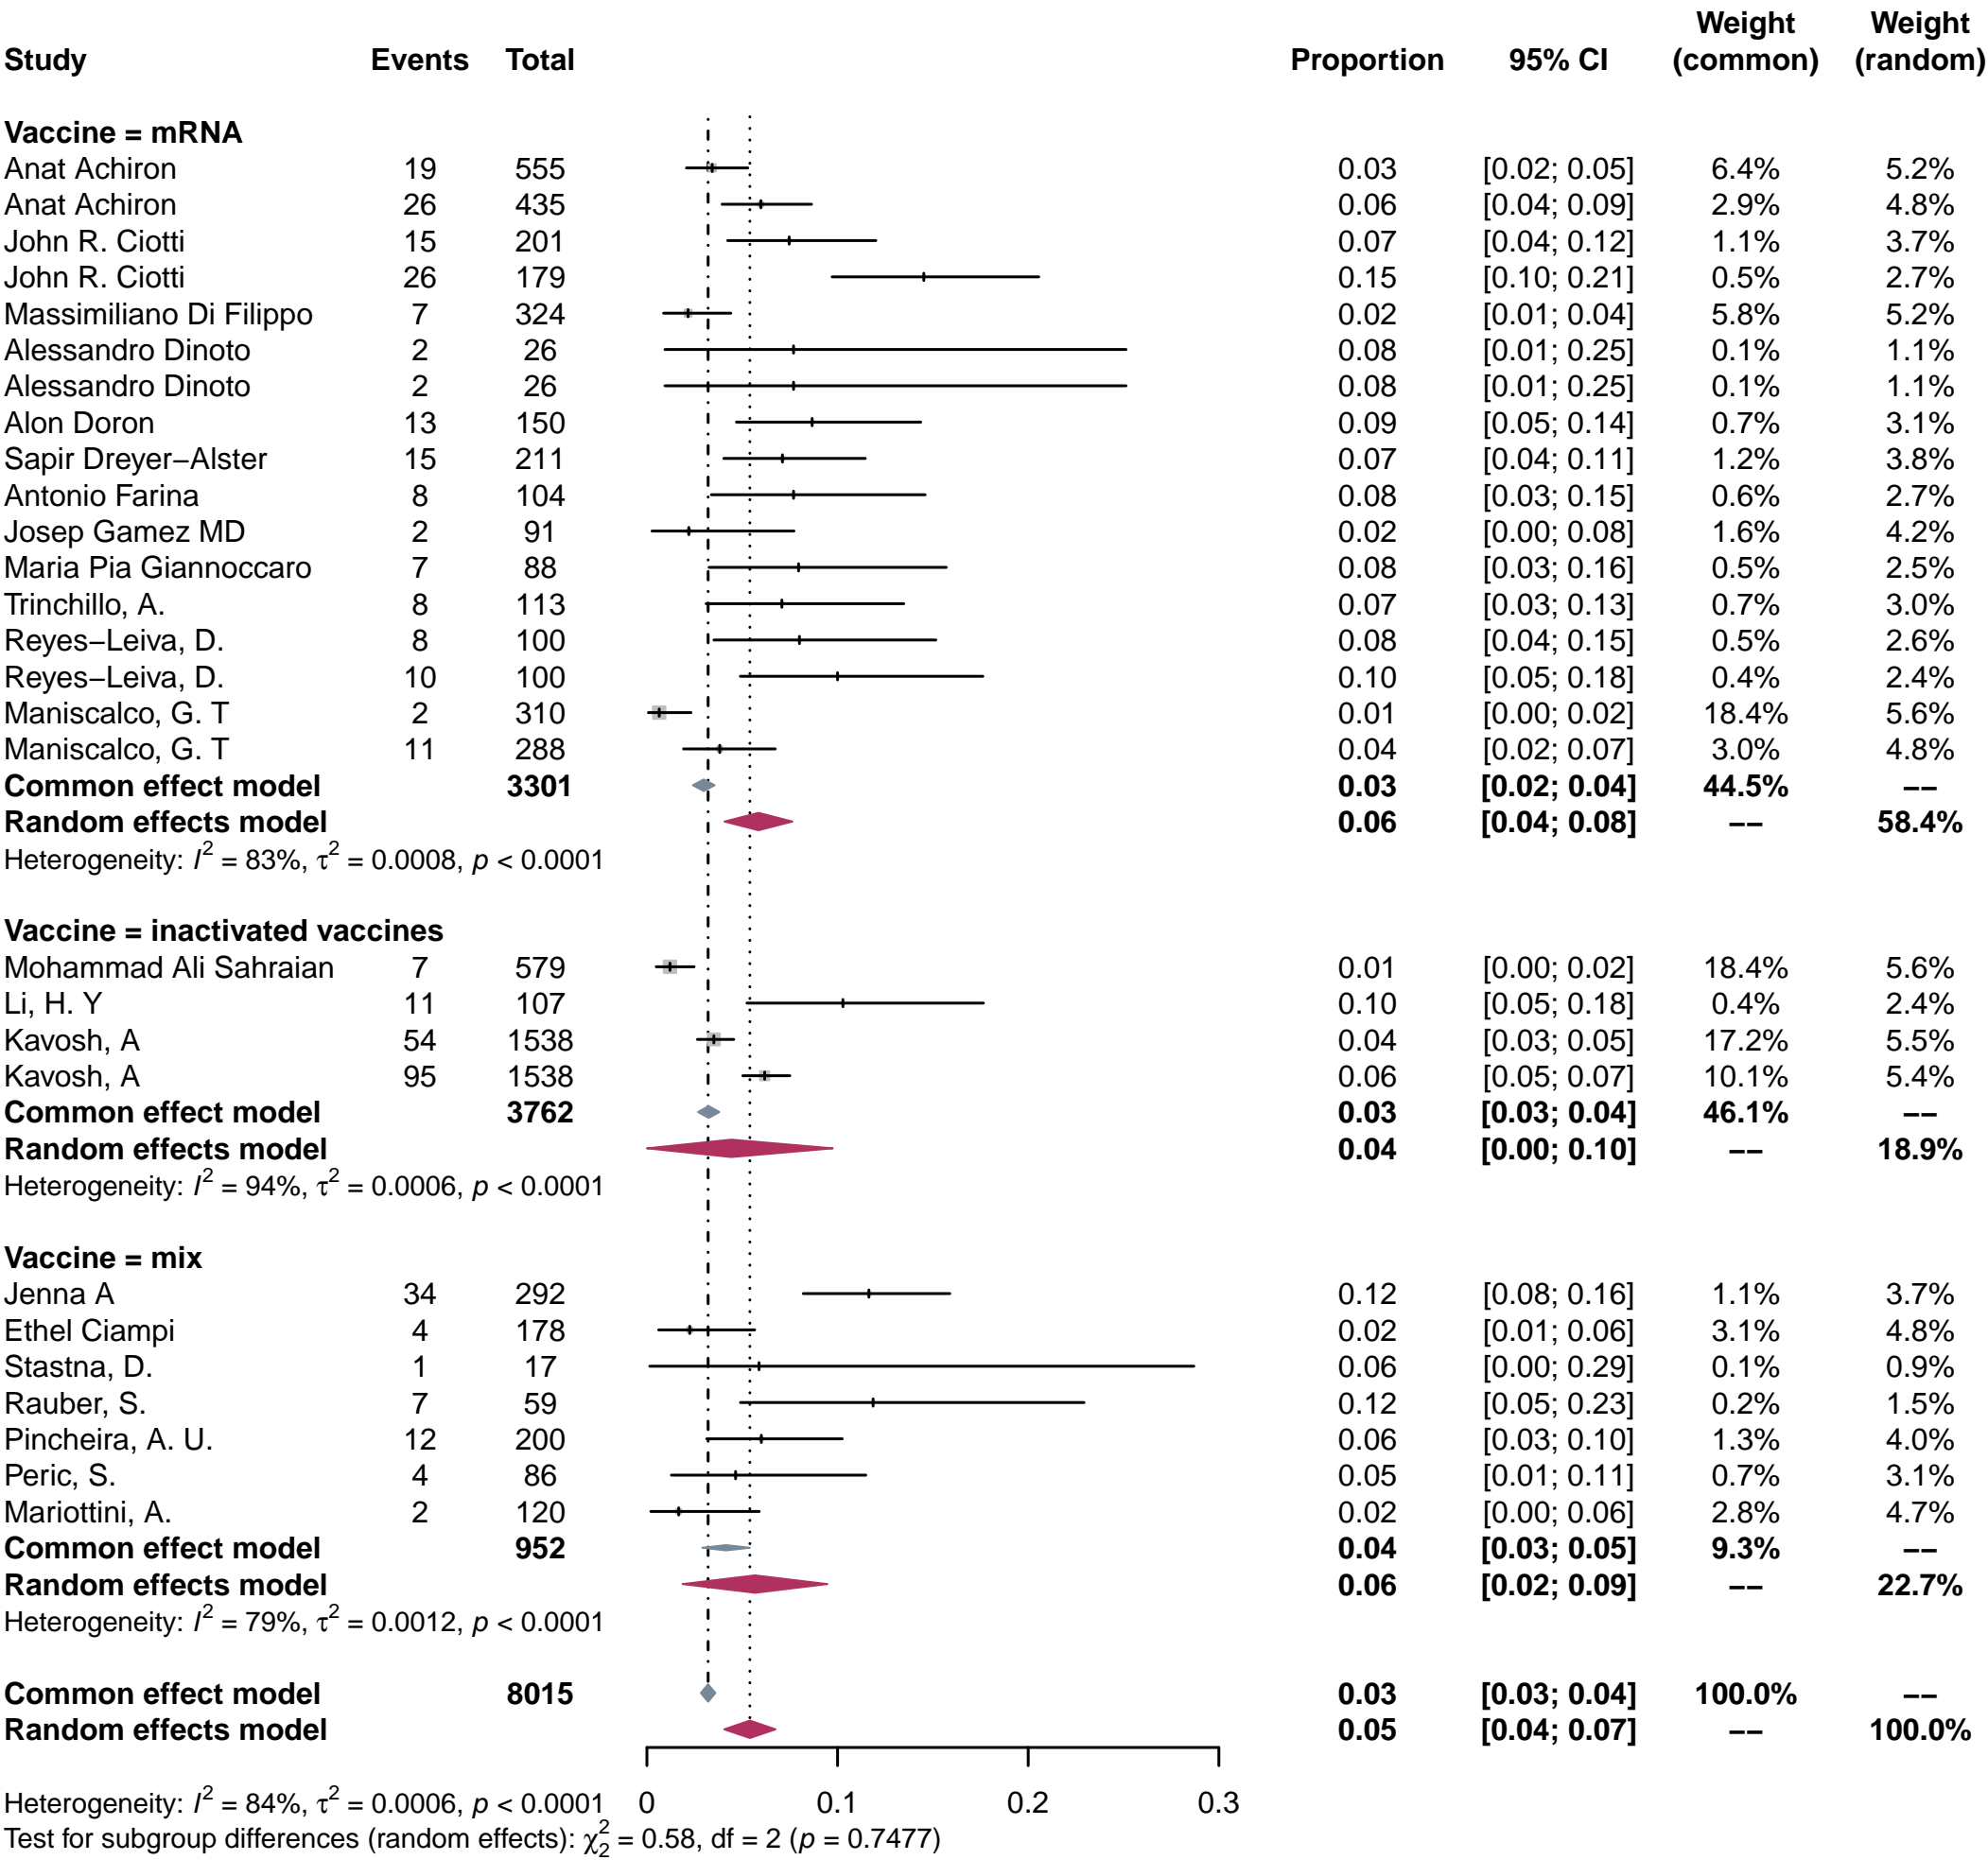 Weight Weight
Study Events Total Proportion 95% CI (common) (random)
Vaccine = mRNA
Anat Achiron 19 555 0.03 [0.02; 0.05] 6.4% 5.2%
Anat Achiron 26 435 0.06 [0.04; 0.09] 2.9% 4.8%
John R. Ciotti 15 201 0.07 [0.04; 0.12] 1.1% 3.7%
John R. Ciotti 26 179 0.15 [0.10; 0.21] 0.5% 2.7%
Massimiliano Di Filippo 7 324 0.02 [0.01; 0.04] 5.8% 5.2%
Alessandro Dinoto 2 26 0.08 [0.01; 0.25] 0.1% 1.1%
Alessandro Dinoto 2 26 0.08 [0.01; 0.25] 0.1% 1.1%
Alon Doron 13 150 0.09 [0.05; 0.14] 0.7% 3.1%
Sapir Dreyer−Alster 15 211 0.07 [0.04; 0.11] 1.2% 3.8%
Antonio Farina 8 104 0.08 [0.03; 0.15] 0.6% 2.7%
Josep Gamez MD 2 91 0.02 [0.00; 0.08] 1.6% 4.2%
Maria Pia Giannoccaro 7 88 0.08 [0.03; 0.16] 0.5% 2.5%
Trinchillo, A. 8 113 0.07 [0.03; 0.13] 0.7% 3.0%
Reyes−Leiva, D. 8 100 0.08 [0.04; 0.15] 0.5% 2.6%
Reyes−Leiva, D. 10 100 0.10 [0.05; 0.18] 0.4% 2.4%
Maniscalco, G. T 2 310 0.01 [0.00; 0.02] 18.4% 5.6%
Maniscalco, G. T 11 288 0.04 [0.02; 0.07] 3.0% 4.8%
Common effect model 3301 0.03 [0.02; 0.04] 44.5% −−
Random effects model 0.06 [0.04; 0.08] −− 58.4%
Heterogeneity: I² = 83%, τ² = 0.0008, p < 0.0001
Vaccine = inactivated vaccines
Mohammad Ali Sahraian 7 579 0.01 [0.00; 0.02] 18.4% 5.6%
Li, H. Y 11 107 0.10 [0.05; 0.18] 0.4% 2.4%
Kavosh, A 54 1538 0.04 [0.03; 0.05] 17.2% 5.5%
Kavosh, A 95 1538 0.06 [0.05; 0.07] 10.1% 5.4%
Common effect model 3762 0.03 [0.03; 0.04] 46.1% −−
Random effects model 0.04 [0.00; 0.10] −− 18.9%
Heterogeneity: I² = 94%, τ² = 0.0006, p < 0.0001
Vaccine = mix
Jenna A 34 292 0.12 [0.08; 0.16] 1.1% 3.7%
Ethel Ciampi 4 178 0.02 [0.01; 0.06] 3.1% 4.8%
Stastna, D. 1 17 0.06 [0.00; 0.29] 0.1% 0.9%
Rauber, S. 7 59 0.12 [0.05; 0.23] 0.2% 1.5%
Pincheira, A. U. 12 200 0.06 [0.03; 0.10] 1.3% 4.0%
Peric, S. 4 86 0.05 [0.01; 0.11] 0.7% 3.1%
Mariottini, A. 2 120 0.02 [0.00; 0.06] 2.8% 4.7%
Common effect model 952 0.04 [0.03; 0.05] 9.3% −−
Random effects model 0.06 [0.02; 0.09] −− 22.7%
Heterogeneity: I² = 79%, τ² = 0.0012, p < 0.0001
Common effect model 8015 0.03 [0.03; 0.04] 100.0% −−
Random effects model 0.05 [0.04; 0.07] −− 100.0%
Heterogeneity: I² = 84%, τ² = 0.0006, p < 0.0001 0 0.1 0.2 0.3
Test for subgroup differences (random effects): χ²₂ = 0.58, df = 2 (p = 0.7477)